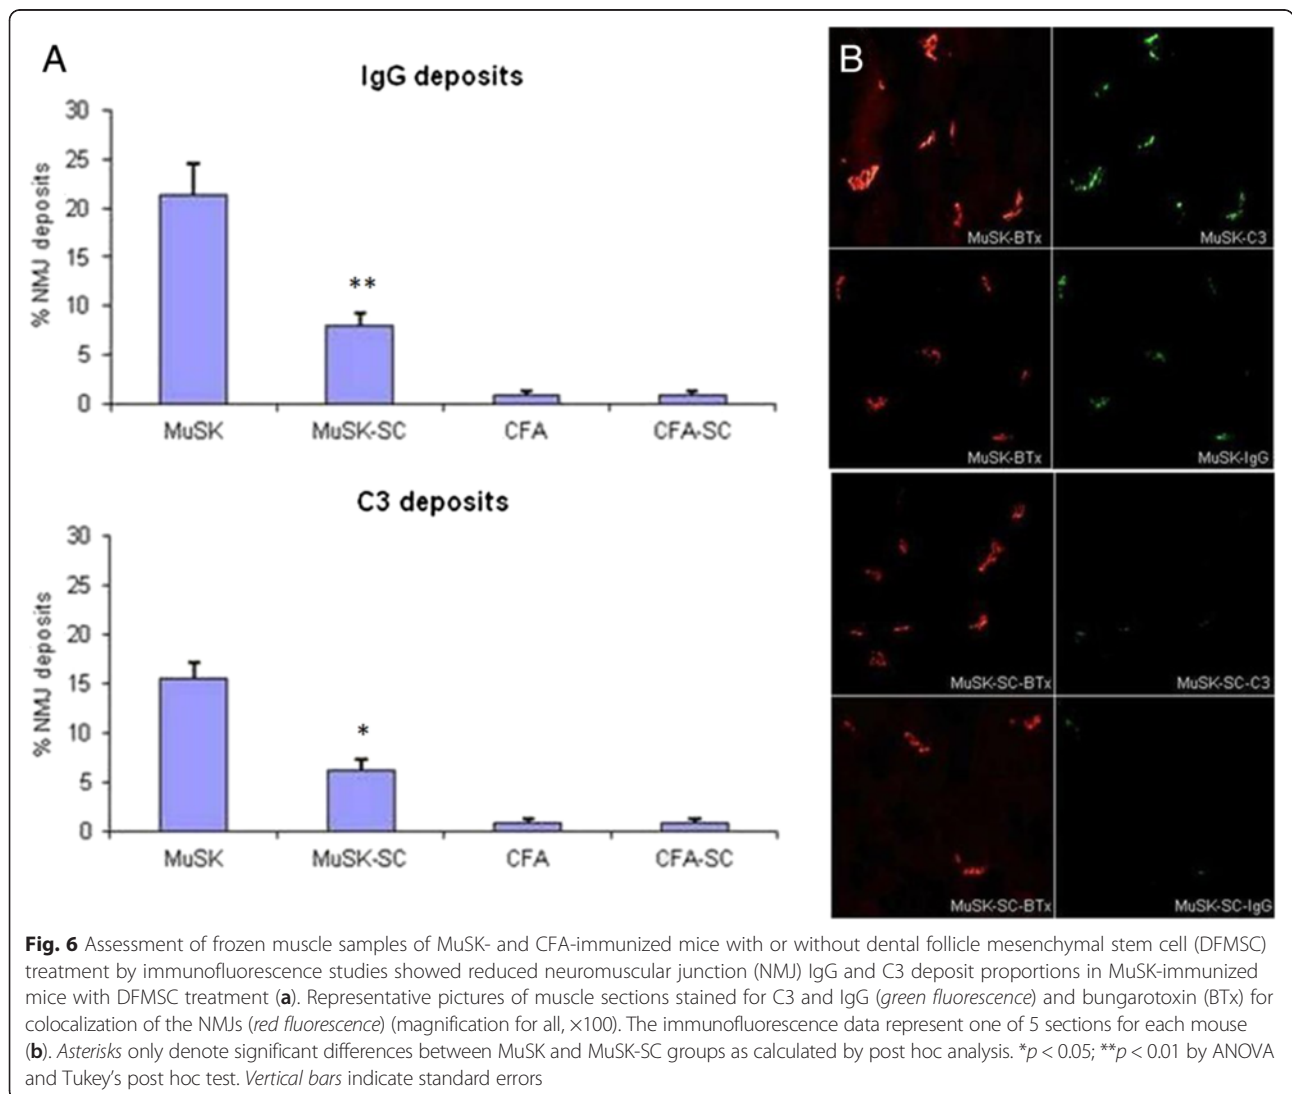 A
IgG deposits
30
25
20
15
10
5
0
% NMJ deposits
**
MuSK MuSK-SC CFA CFA-SC
C3 deposits
30
25
20
15
10
5
0
% NMJ deposits
*
MuSK MuSK-SC CFA CFA-SC
B
MuSK-BTx MuSK-C3
MuSK-BTx MuSK-IgG
MuSK-SC-BTx MuSK-SC-C3
MuSK-SC-BTx MuSK-SC-IgG
Fig. 6 Assessment of frozen muscle samples of MuSK- and CFA-immunized mice with or without dental follicle mesenchymal stem cell (DFMSC)
treatment by immunofluorescence studies showed reduced neuromuscular junction (NMJ) IgG and C3 deposit proportions in MuSK-immunized
mice with DFMSC treatment (a). Representative pictures of muscle sections stained for C3 and IgG (green fluorescence) and bungarotoxin (BTx) for
colocalization of the NMJs (red fluorescence) (magnification for all, ×100). The immunofluorescence data represent one of 5 sections for each mouse
(b). Asterisks only denote significant differences between MuSK and MuSK-SC groups as calculated by post hoc analysis. *p < 0.05; **p < 0.01 by ANOVA
and Tukey's post hoc test. Vertical bars indicate standard errors